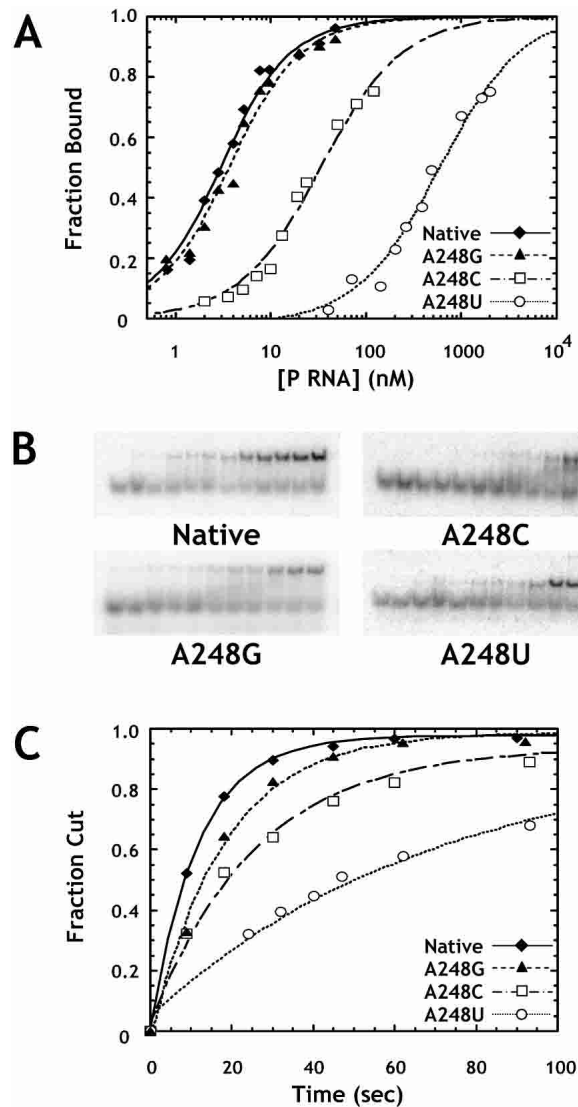 A
Fraction Bound
1.0
0.8
0.6
0.4
0.2
0
Native
A248G
A248C
A248U
1 10 100 1000 10⁴
[P RNA] (nM)
B
Native
A248C
A248G
A248U
C
Fraction Cut
1.0
0.8
0.6
0.4
0.2
0
Native
A248G
A248C
A248U
0 20 40 60 80 100
Time (sec)